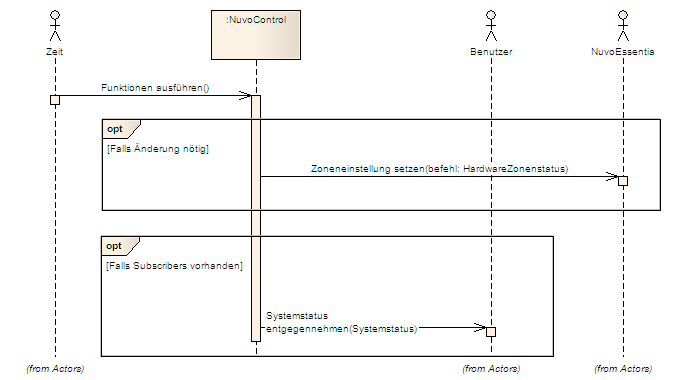 :NuvoControl
Zeit
Benutzer
NuvoEssentia
Funktionen ausführen()
opt
[Falls Änderung nötig]
Zoneneinstellung setzen(befehl: HardwareZonenstatus)
opt
[Falls Subscribers vorhanden]
Systemstatus
entgegennehmen(Systemstatus)
(from Actors)
(from Actors)
(from Actors)